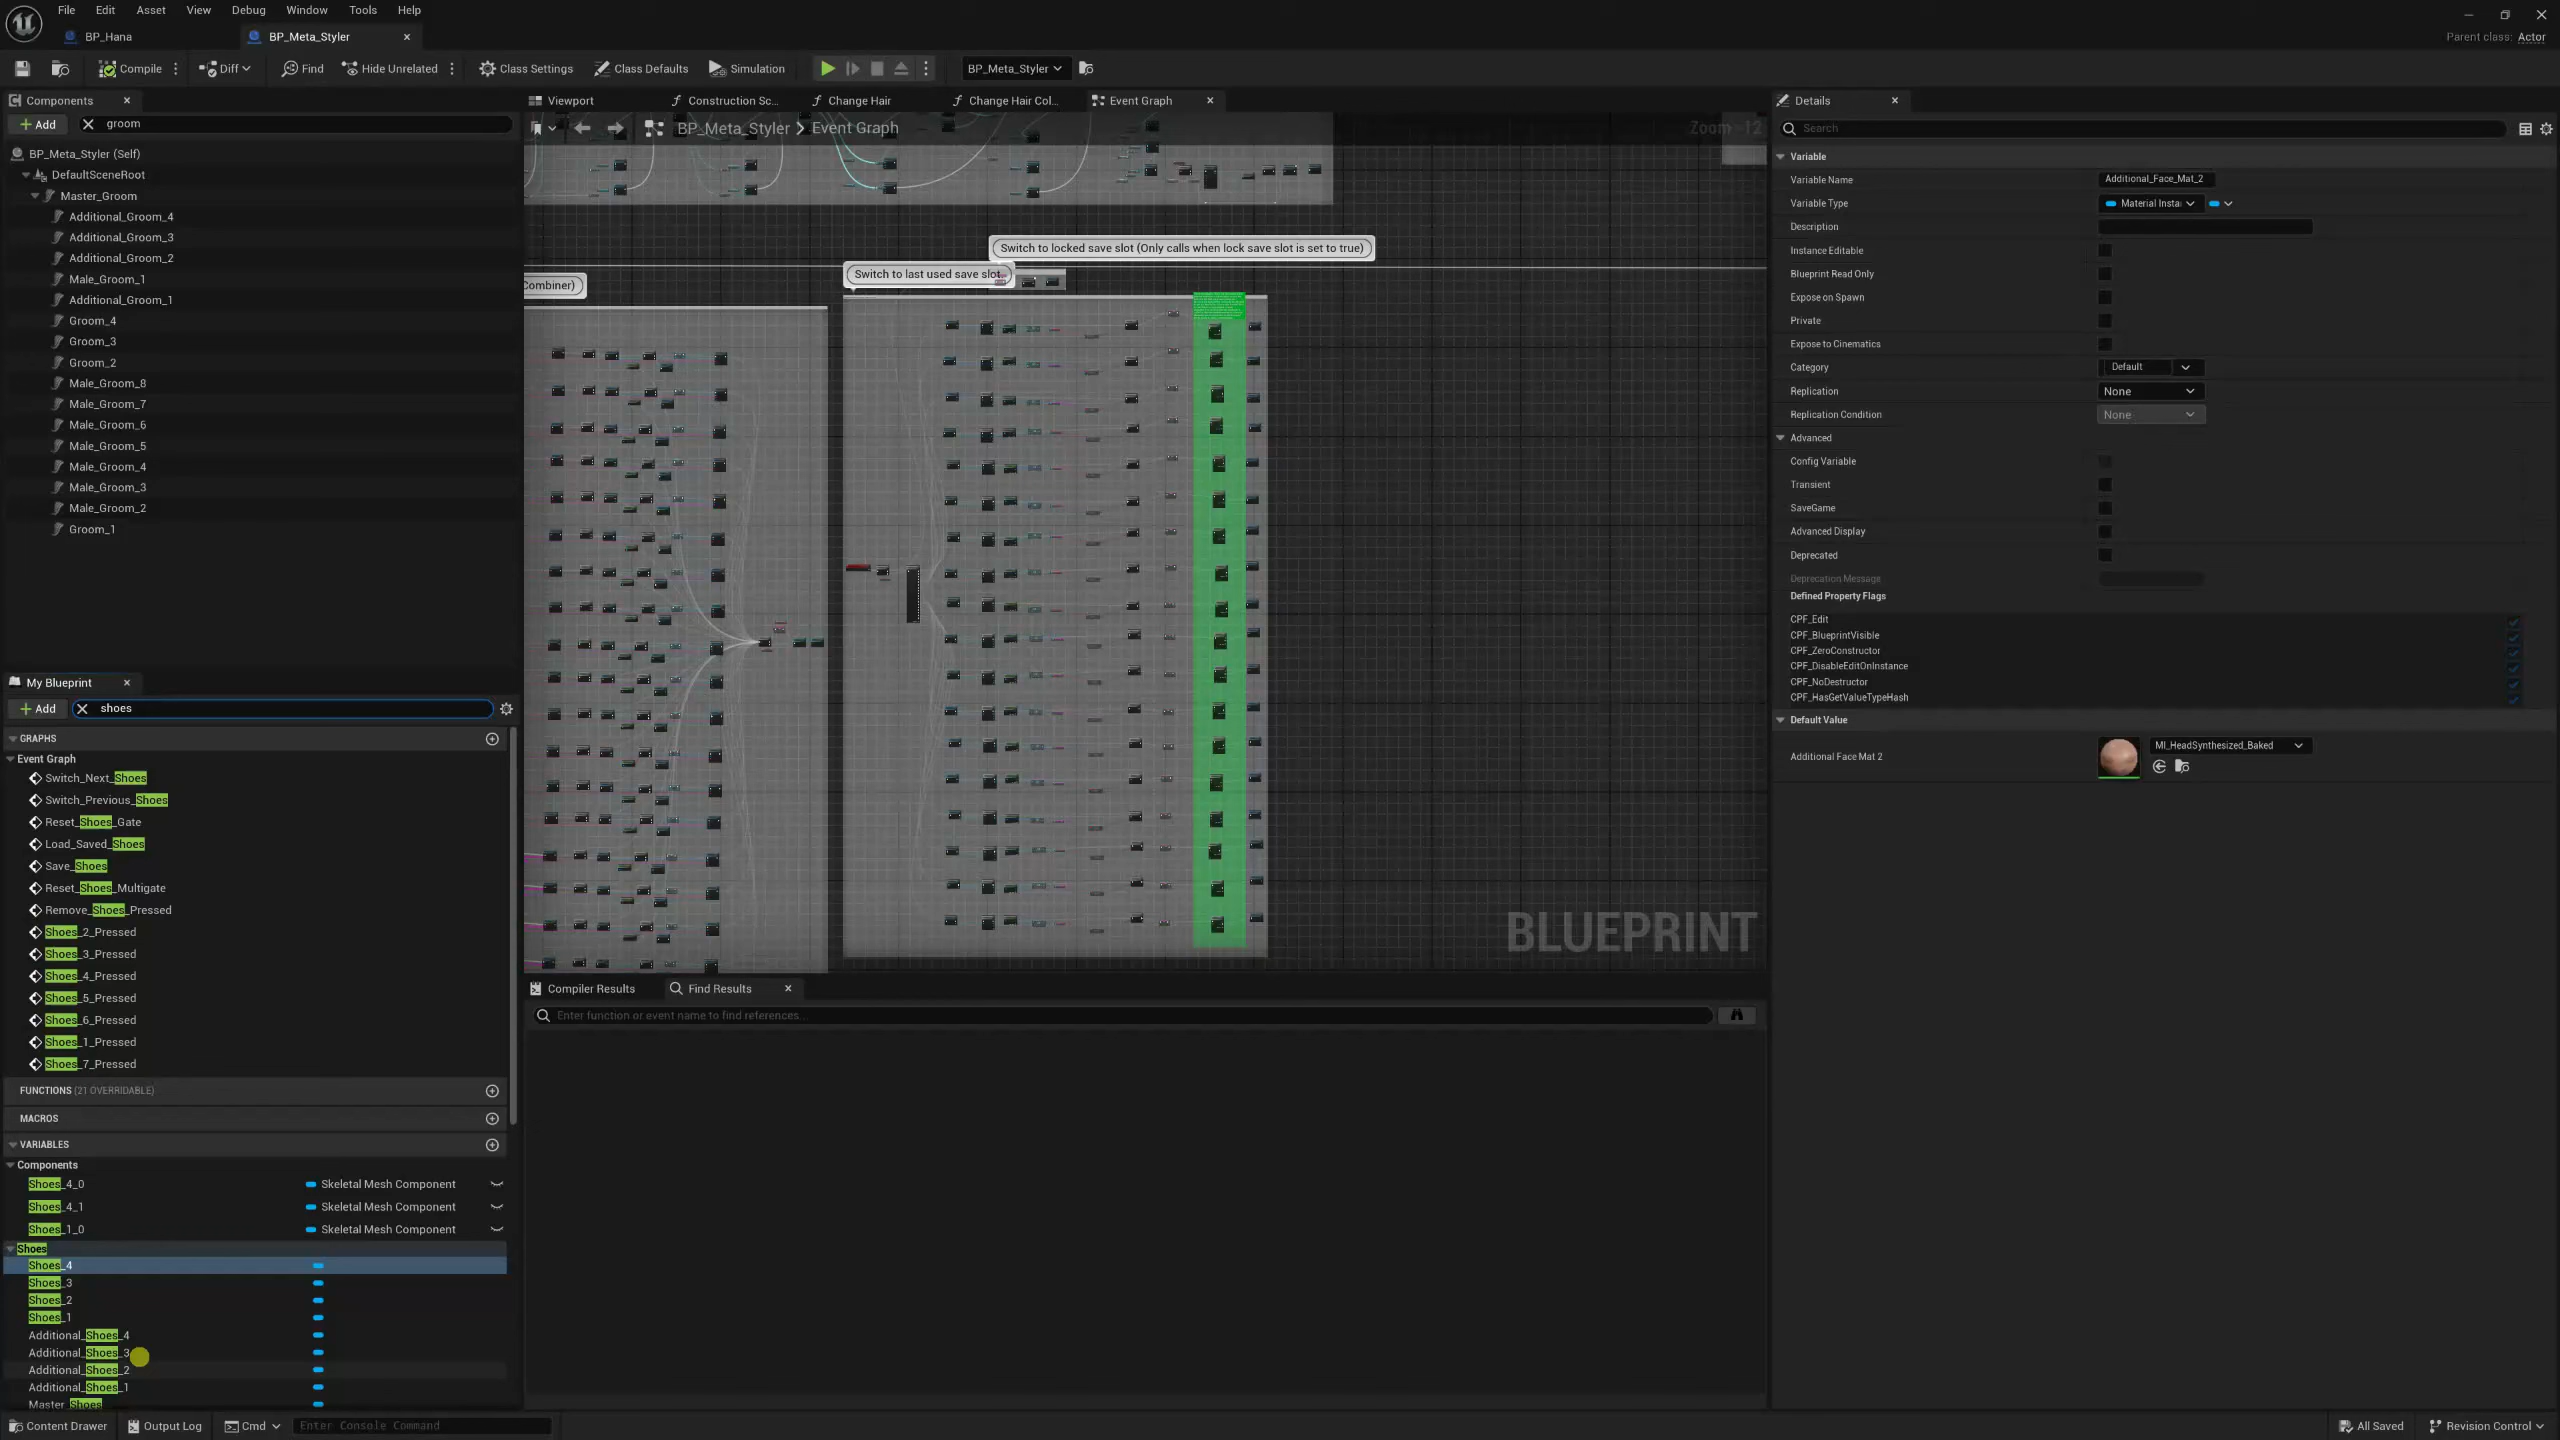 File Edit Asset View Debug Window Tools Help
BP_Hana
BP_Meta_Styler
Parent class: Actor
Compile
Diff
Find
Hide Unrelated
Class Settings
Class Defaults
Simulation
BP_Meta_Styler
Components
Add
groom
BP_Meta_Styler (Self)
DefaultSceneRoot
Master_Groom
Additional_Groom_4
Additional_Groom_3
Additional_Groom_2
Male_Groom_1
Additional_Groom_1
Groom_4
Groom_3
Groom_2
Male_Groom_8
Male_Groom_7
Male_Groom_6
Male_Groom_5
Male_Groom_4
Male_Groom_3
Male_Groom_2
Groom_1
My Blueprint
Add
shoes
GRAPHS
Event Graph
Switch_Next_Shoes
Switch_Previous_Shoes
Reset_Shoes_Gate
Load_Saved_Shoes
Save_Shoes
Reset_Shoes_Multigate
Remove_Shoes_Pressed
Shoes_2_Pressed
Shoes_3_Pressed
Shoes_4_Pressed
Shoes_5_Pressed
Shoes_6_Pressed
Shoes_1_Pressed
Shoes_7_Pressed
FUNCTIONS (21 OVERRIDABLE)
MACROS
VARIABLES
Components
Shoes_4_0 Skeletal Mesh Component
Shoes_4_1 Skeletal Mesh Component
Shoes_1_0 Skeletal Mesh Component
Shoes
Shoes_4
Shoes_3
Shoes_2
Shoes_1
Additional_Shoes_4
Additional_Shoes_3
Additional_Shoes_2
Additional_Shoes_1
Master_Shoes
Viewport
Construction Sc...
Change Hair
Change Hair Col...
Event Graph
BP_Meta_Styler > Event Graph
Zoom -12
Switch to locked save slot (Only calls when lock save slot is set to true)
Switch to last used save slot
Combiner)
BLUEPRINT
Compiler Results
Find Results
Enter function or event name to find references...
Details
Search
Variable
Variable Name Additional_Face_Mat_2
Variable Type Material Insta
Description
Instance Editable
Blueprint Read Only
Expose on Spawn
Private
Expose to Cinematics
Category Default
Replication None
Replication Condition None
Advanced
Config Variable
Transient
SaveGame
Advanced Display
Deprecated
Deprecation Message
Defined Property Flags
CPF_Edit
CPF_BlueprintVisible
CPF_ZeroConstructor
CPF_DisableEditOnInstance
CPF_NoDestructor
CPF_HasGetValueTypeHash
Default Value
Additional Face Mat 2 MI_HeadSynthesized_Baked
Content Drawer
Output Log
Cmd
Enter Console Command
All Saved
Revision Control